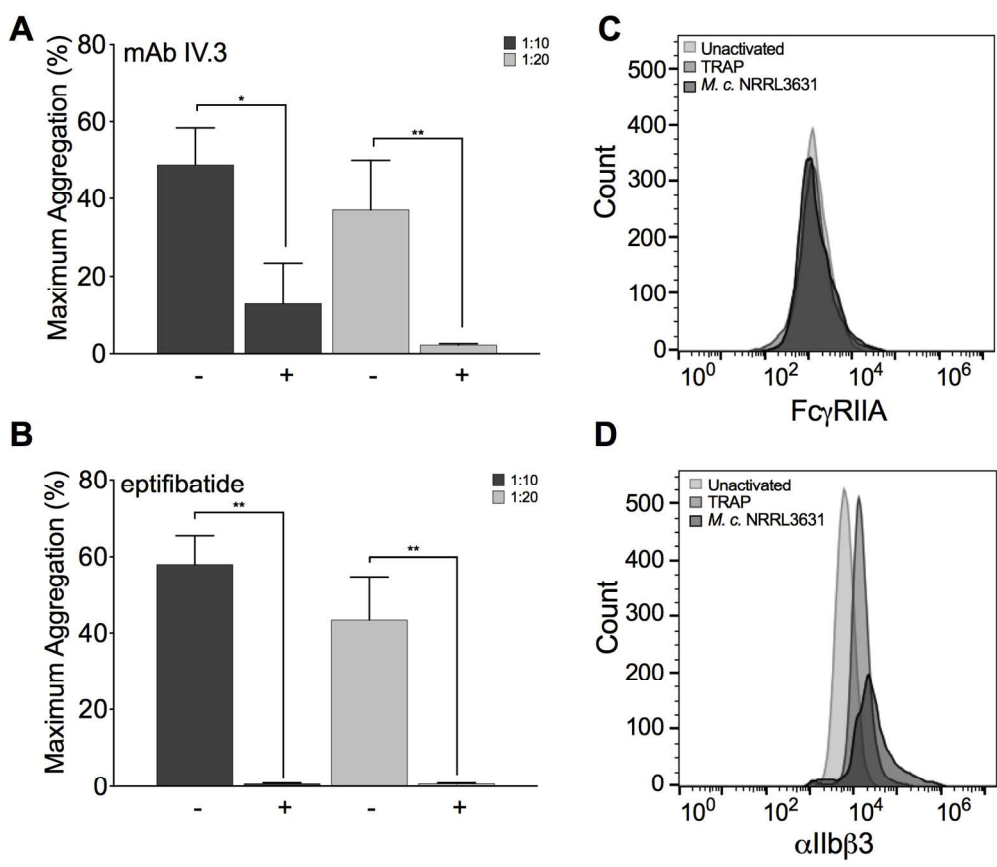 A
mAb IV.3
1:10
1:20
Maximum Aggregation (%)
80
60
40
20
0
*
**
- + - +
B
eptifibatide
1:10
1:20
Maximum Aggregation (%)
80
60
40
20
0
**
**
- + - +
C
Unactivated
TRAP
M. c. NRRL3631
Count
500
400
300
200
100
0
10⁰ 10² 10⁴ 10⁶
FcγRIIA
D
Unactivated
TRAP
M. c. NRRL3631
Count
500
400
300
200
100
0
10⁰ 10² 10⁴ 10⁶
αIIbβ3